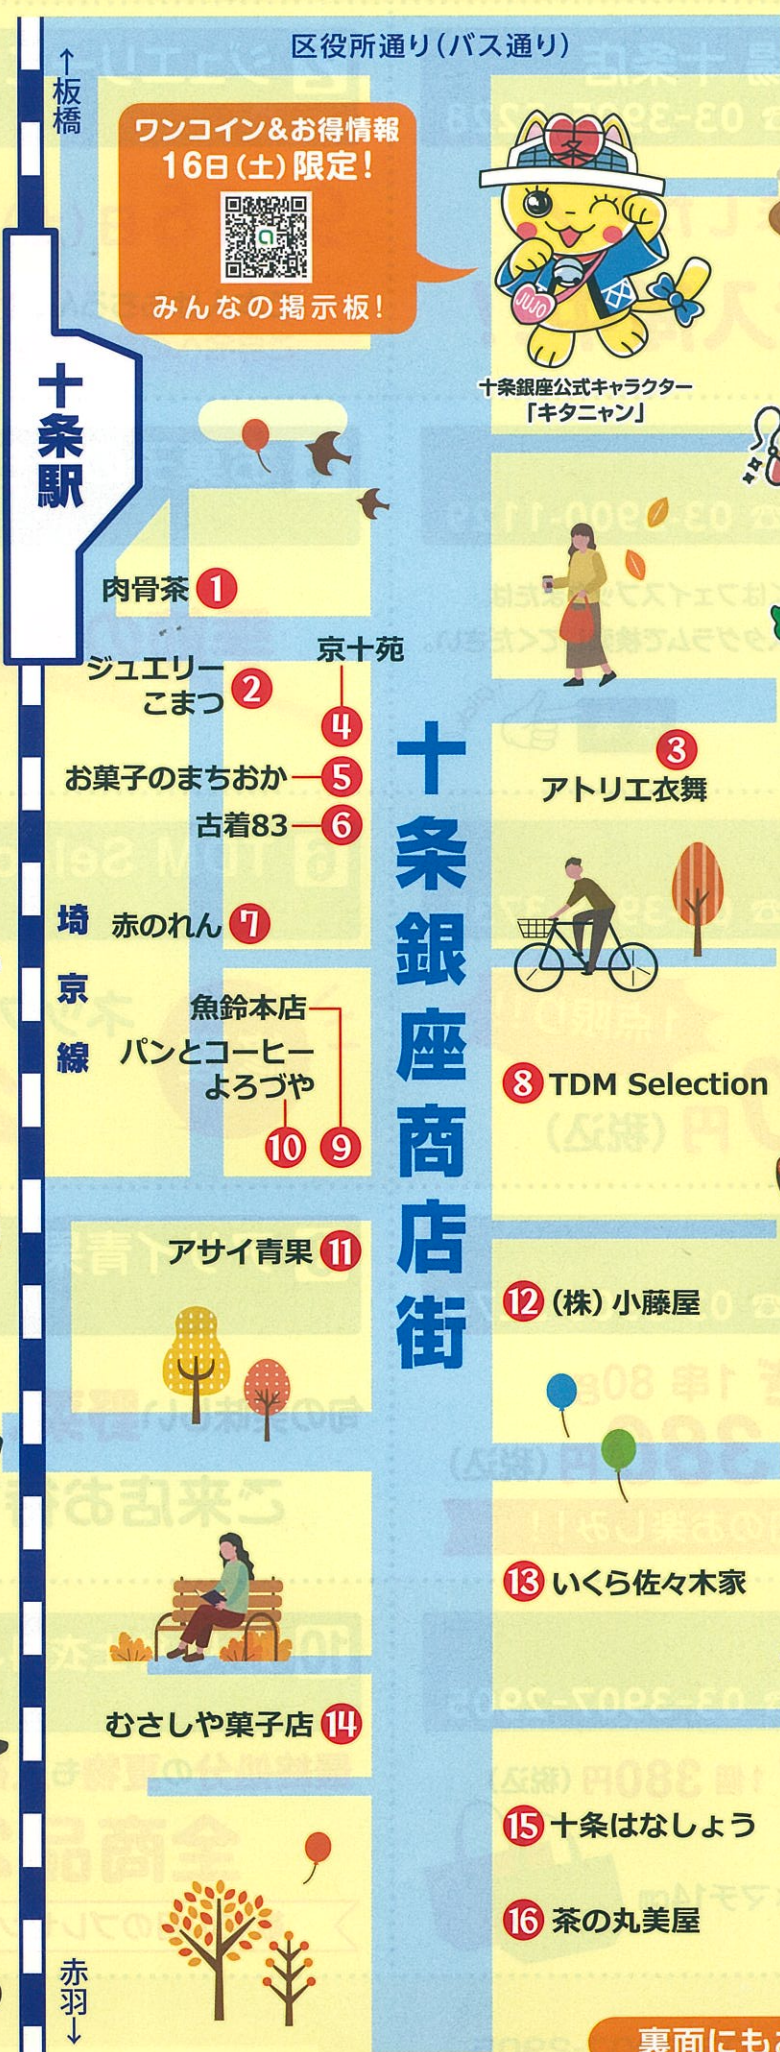 区役所通り（バス通り）
↑板橋
ワンコイン&お得情報
16日（土）限定！
みんなの掲示板！
条
JUJO
十条銀座公式キャラクター
「キタニャン」
十条駅
肉骨茶 1
ジュエリー
こまつ 2
京十苑
4
3
アトリエ衣舞
お菓子のまちおか 5
古着83 6
十条銀座商店街
埼京線
赤のれん 7
魚鈴本店
パンとコーヒー
よろづや
10 9
8 TDM Selection
アサイ青果 11
12 （株）小藤屋
13 いくら佐々木家
むさしや菓子店 14
15 十条はなしょう
16 茶の丸美屋
赤羽→